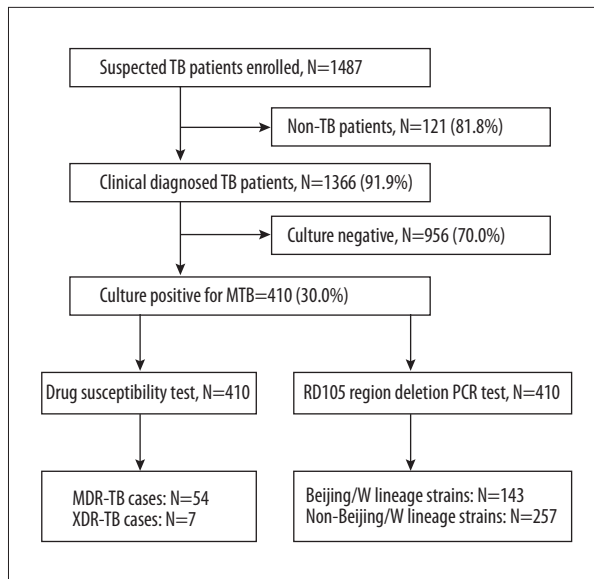 Suspected TB patients enrolled, N=1487
Non-TB patients, N=121 (81.8%)
Clinical diagnosed TB patients, N=1366 (91.9%)
Culture negative, N=956 (70.0%)
Culture positive for MTB=410 (30.0%)
Drug susceptibility test, N=410
RD105 region deletion PCR test, N=410
MDR-TB cases: N=54
XDR-TB cases: N=7
Beijing/W lineage strains: N=143
Non-Beijing/W lineage strains: N=257